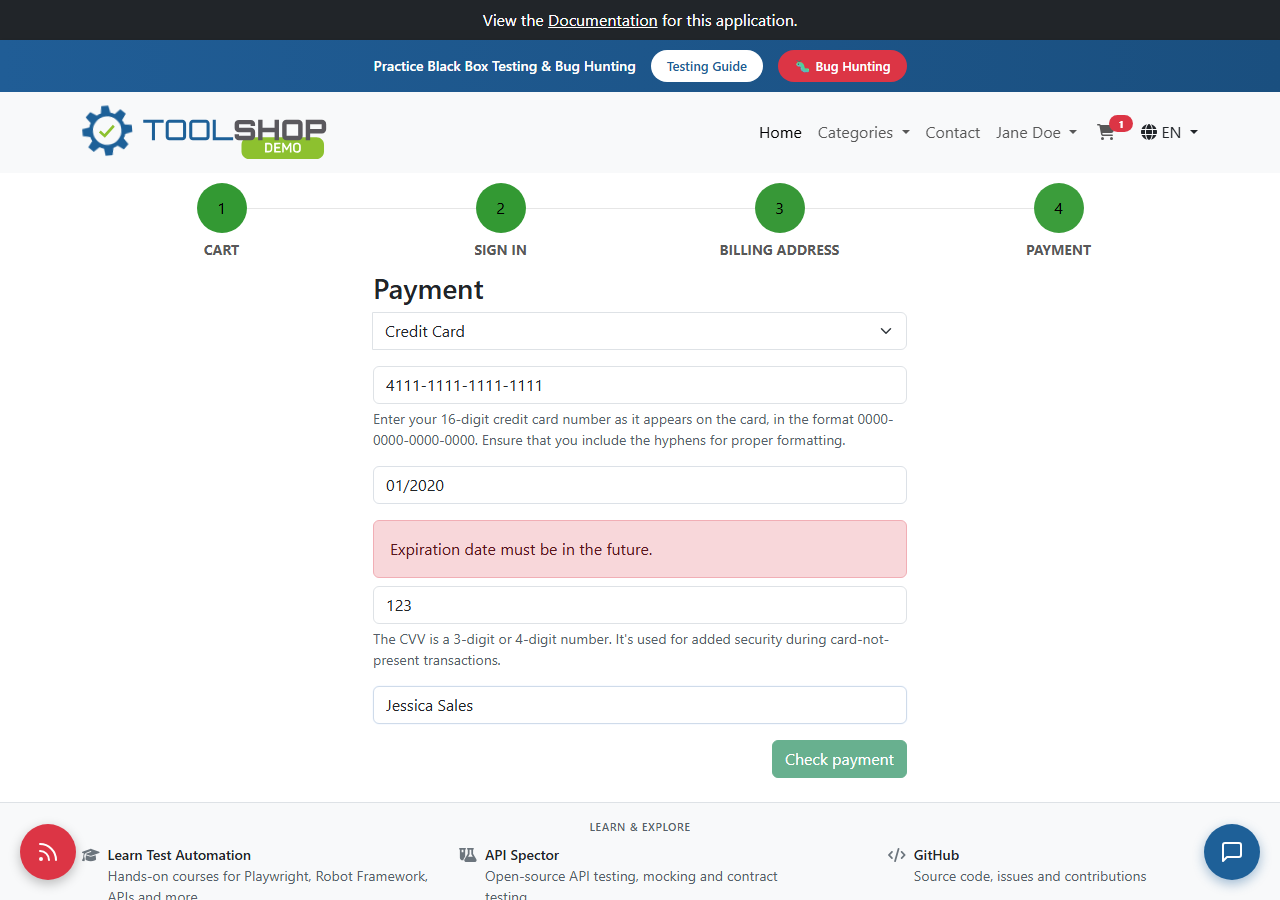 View the Documentation for this application.
Practice Black Box Testing & Bug Hunting Testing Guide Bug Hunting
TOOLSHOP
DEMO
Home Categories Contact Jane Doe 1 EN
1 2 3 4
CART SIGN IN BILLING ADDRESS PAYMENT
Payment
Credit Card
4111-1111-1111-1111
Enter your 16-digit credit card number as it appears on the card, in the format 0000-
0000-0000-0000. Ensure that you include the hyphens for proper formatting.
01/2020
Expiration date must be in the future.
123
The CVV is a 3-digit or 4-digit number. It's used for added security during card-not-
present transactions.
Jessica Sales
Check payment
LEARN & EXPLORE
Learn Test Automation
Hands-on courses for Playwright, Robot Framework,
APIs and more
API Spector
Open-source API testing, mocking and contract
testing
GitHub
Source code, issues and contributions